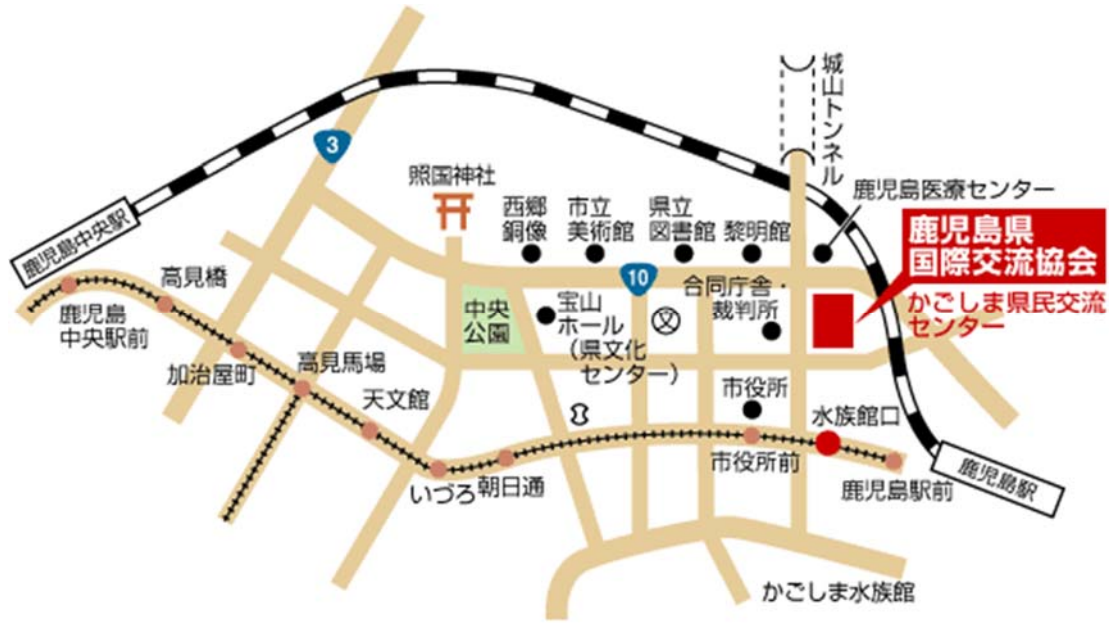 城山トンネル
3
照国神社
鹿児島医療センター
西郷
銅像
市立
美術館
県立
図書館
黎明館
鹿児島県
国際交流協会
かごしま県民交流
センター
鹿児島中央駅
高見橋
10
合同庁舎・
裁判所
中央
公園
宝山
ホール
(県文化
センター)
鹿児島
中央駅前
加治屋町
高見馬場
天文館
市役所
水族館口
いづろ
朝日通
市役所前
鹿児島駅前
鹿児島駅
かごしま水族館